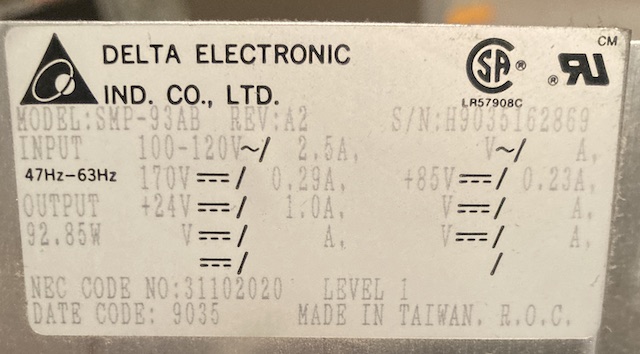 DELTA ELECTRONIC
IND. CO., LTD.
SA ®
LR57908C
CM
® RU
MODEL:SMP-93AB REV:A2 S/N:H9035162869
INPUT 100-120V~/ 2.5A, V~/ A,
47Hz-63Hz 170V⎓/ 0.29A, +85V⎓/ 0.23A,
OUTPUT +24V⎓/ 1.0A, V⎓/ A,
92.85W V⎓/ A, V⎓/ A,
⎓/ /
NEC CODE NO:31102020 LEVEL 1
DATE CODE: 9035 MADE IN TAIWAN, R.O.C.